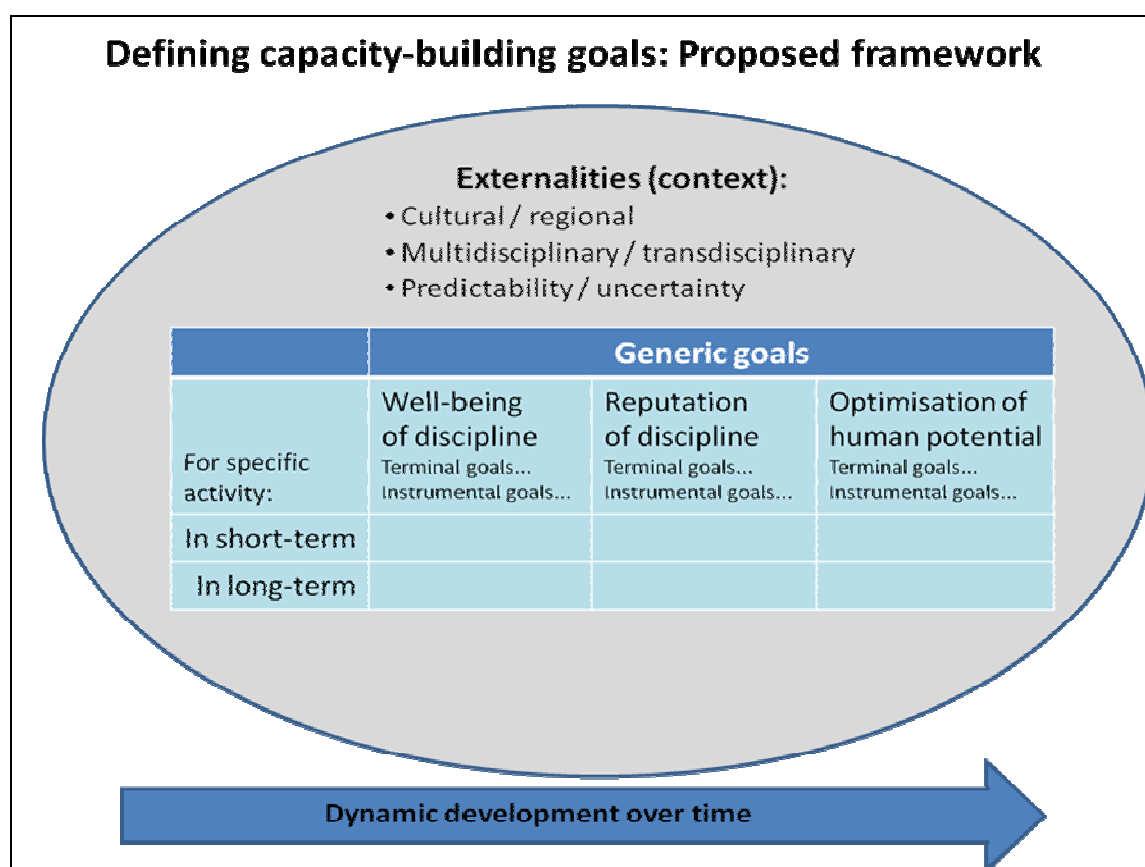 Defining capacity-building goals: Proposed framework
Externalities (context):
• Cultural / regional
• Multidisciplinary / transdisciplinary
• Predictability / uncertainty
Generic goals
For specific
activity:
Well-being
of discipline
Terminal goals...
Instrumental goals...
Reputation
of discipline
Terminal goals...
Instrumental goals...
Optimisation of
human potential
Terminal goals...
Instrumental goals...
In short-term
In long-term
Dynamic development over time